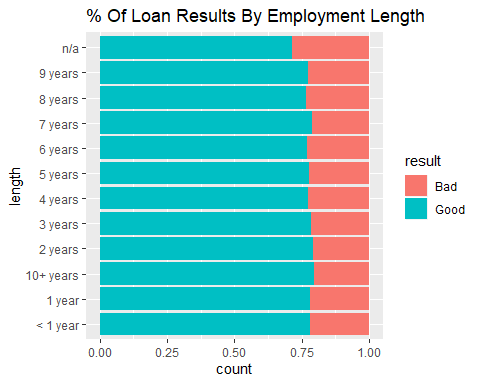 % Of Loan Results By Employment Length
n/a
9 years
8 years
7 years
6 years
5 years
4 years
3 years
2 years
10+ years
1 year
< 1 year
length
0.00 0.25 0.50 0.75 1.00
count
result
Bad
Good